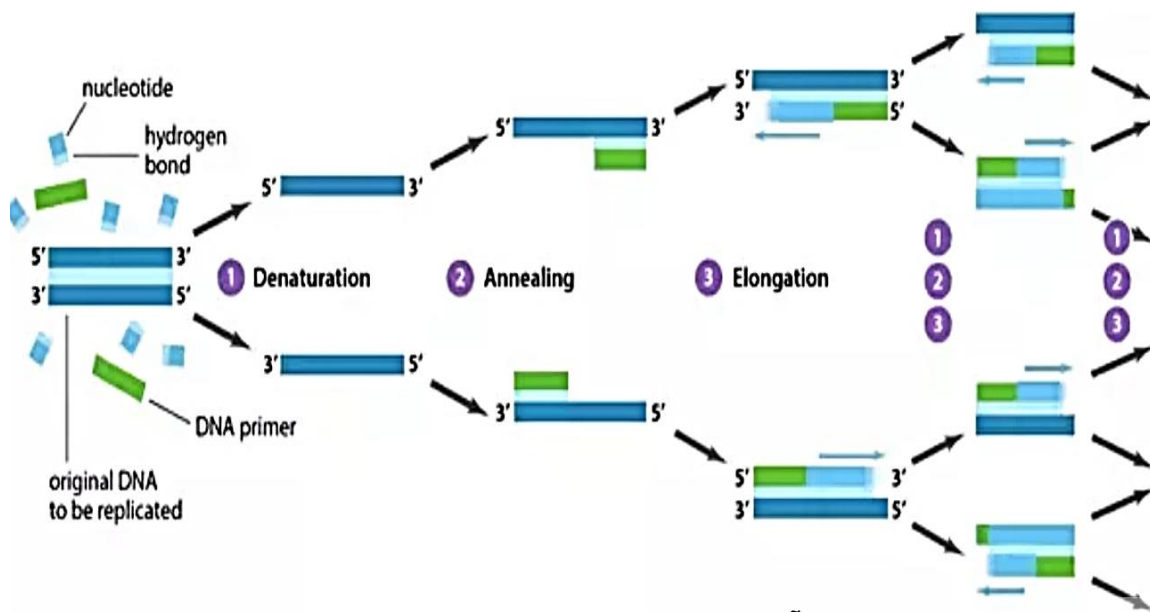 nucleotide
hydrogen
bond
5' 3'
3' 5'
original DNA
to be replicated
DNA primer
5' 3'
1 Denaturation
3' 5'
5' 3'
2 Annealing
3' 5'
5' 3'
3' 5'
3 Elongation
5' 3'
3' 5'
1
2
3
1
2
3